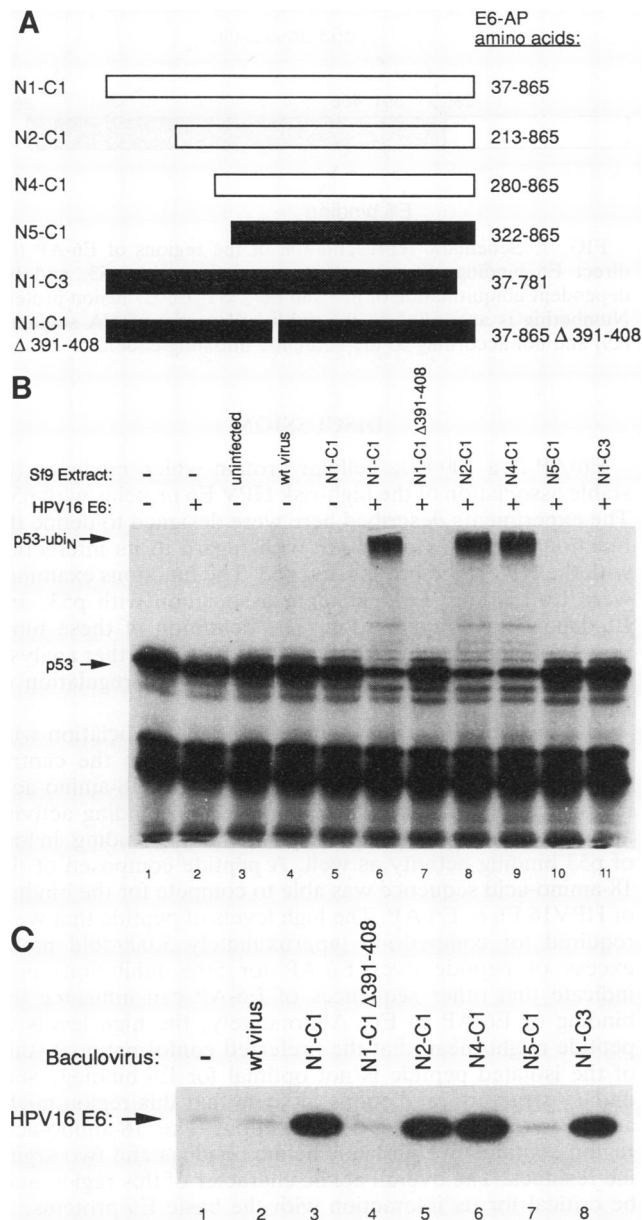 A
E6-AP
amino acids:
N1-C1 37-865
N2-C1 213-865
N4-C1 280-865
N5-C1 322-865
N1-C3 37-781
N1-C1
Δ 391-408 37-865 Δ 391-408
B
Sf9 Extract: - - uninfected wt virus N1-C1 N1-C1 N1-C1 Δ391-408 N2-C1 N4-C1 N5-C1 N1-C3
HPV16 E6: - + - - - + + + + + +
p53-ubiN
p53
1 2 3 4 5 6 7 8 9 10 11
C
Baculovirus: - wt virus N1-C1 N1-C1 Δ391-408 N2-C1 N4-C1 N5-C1 N1-C3
HPV16 E6:
1 2 3 4 5 6 7 8